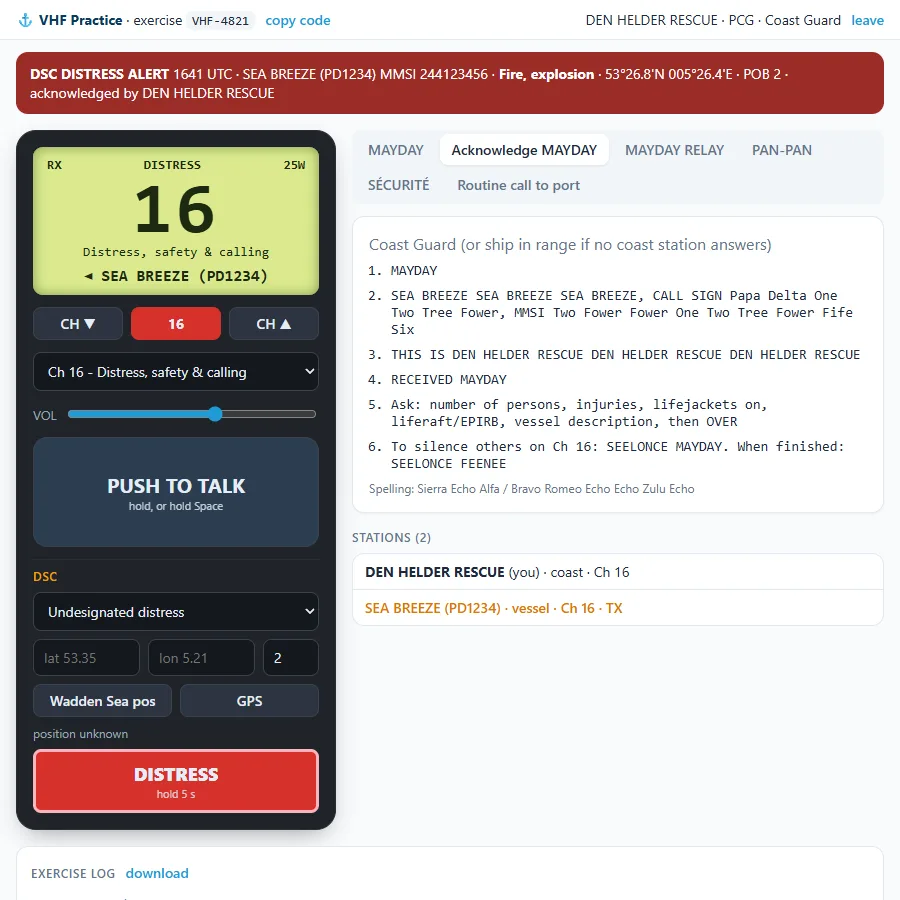 VHF Practice · exercise VHF-4821 copy code
DEN HELDER RESCUE · PCG · Coast Guard leave
DSC DISTRESS ALERT 1641 UTC · SEA BREEZE (PD1234) MMSI 244123456 · Fire, explosion · 53°26.8'N 005°26.4'E · POB 2 ·
acknowledged by DEN HELDER RESCUE
RX DISTRESS 25W
16
Distress, safety & calling
◄ SEA BREEZE (PD1234)
CH ▼ 16 CH ▲
Ch 16 - Distress, safety & calling
VOL
PUSH TO TALK
hold, or hold Space
DSC
Undesignated distress
lat 53.35 lon 5.21 2
Wadden Sea pos GPS
position unknown
DISTRESS
hold 5 s
MAYDAY Acknowledge MAYDAY MAYDAY RELAY PAN-PAN
SÉCURITÉ Routine call to port
Coast Guard (or ship in range if no coast station answers)
1. MAYDAY
2. SEA BREEZE SEA BREEZE SEA BREEZE, CALL SIGN Papa Delta One
Two Tree Fower, MMSI Two Fower Fower One Two Tree Fower Fife
Six
3. THIS IS DEN HELDER RESCUE DEN HELDER RESCUE DEN HELDER RESCUE
4. RECEIVED MAYDAY
5. Ask: number of persons, injuries, lifejackets on,
liferaft/EPIRB, vessel description, then OVER
6. To silence others on Ch 16: SEELONCE MAYDAY. When finished:
SEELONCE FEENEE
Spelling: Sierra Echo Alfa / Bravo Romeo Echo Echo Zulu Echo
STATIONS (2)
DEN HELDER RESCUE (you) · coast · Ch 16
SEA BREEZE (PD1234) · vessel · Ch 16 · TX
EXERCISE LOG download